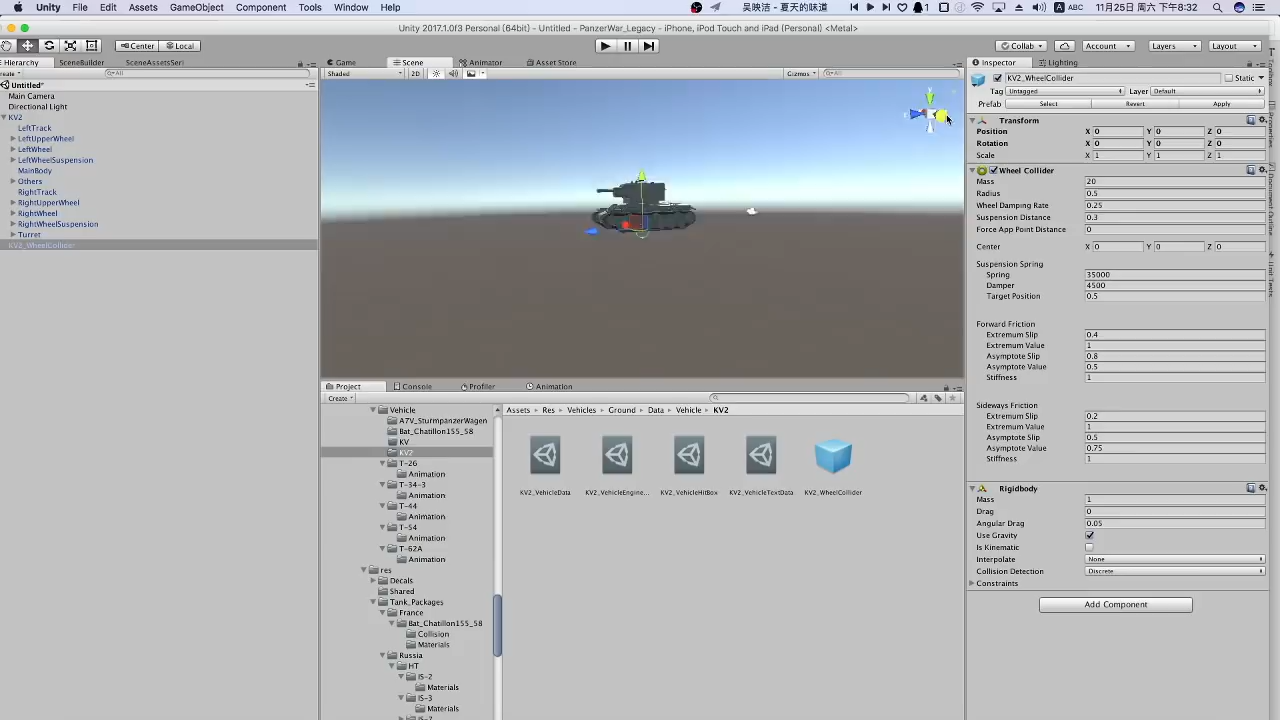 Unity File Edit Assets GameObject Component Tools Window Help 吴映洁 - 夏天的味道 1 ABC 11月25日 周六 下午8:32
Unity 2017.1.0f3 Personal (64bit) - Untitled - PanzerWar_Legacy - iPhone, iPod Touch and iPad (Personal) <Metal>
Center Local Collab Account Layers Layout
Hierarchy SceneBuilder SceneAssetsSeri Game Scene Animator Asset Store Inspector Lighting
reate All Shaded 2D Gizmos All
Untitled*
Main Camera
Directional Light
KV2
LeftTrack
LeftUpperWheel
LeftWheel
LeftWheelSuspension
MainBody
Others
RightTrack
RightUpperWheel
RightWheel
RightWheelSuspension
Turret
KV2_WheelCollider
KV2_WheelCollider Static
Tag Untagged Layer Default
Prefab Select Revert Apply
Transform
Position X 0 Y 0 Z 0
Rotation X 0 Y 0 Z 0
Scale X 1 Y 1 Z 1
Wheel Collider
Mass 20
Radius 0.5
Wheel Damping Rate 0.25
Suspension Distance 0.3
Force App Point Distance 0
Center X 0 Y 0 Z 0
Suspension Spring
Spring 35000
Damper 4500
Target Position 0.5
Forward Friction
Extremum Slip 0.4
Extremum Value 1
Asymptote Slip 0.8
Asymptote Value 0.5
Stiffness 1
Sideways Friction
Extremum Slip 0.2
Extremum Value 1
Asymptote Slip 0.5
Asymptote Value 0.75
Stiffness 1
Rigidbody
Mass 1
Drag 0
Angular Drag 0.05
Use Gravity
Is Kinematic
Interpolate None
Collision Detection Discrete
Constraints
Add Component
Project Console Profiler Animation
Create
Vehicle
A7V_SturmpanzerWagen
Bat_Chatillon155_58
KV
KV2
T-26
Animation
T-34-3
Animation
T-44
Animation
T-54
Animation
T-62A
Animation
res
Decals
Shared
Tank_Packages
France
Bat_Chatillon155_58
Collision
Materials
Russia
HT
IS-2
Materials
IS-3
Materials
Assets Res Vehicles Ground Data Vehicle KV2
KV2_VehicleData KV2_VehicleEngine... KV2_VehicleHitBox KV2_VehicleTextData KV2_WheelCollider